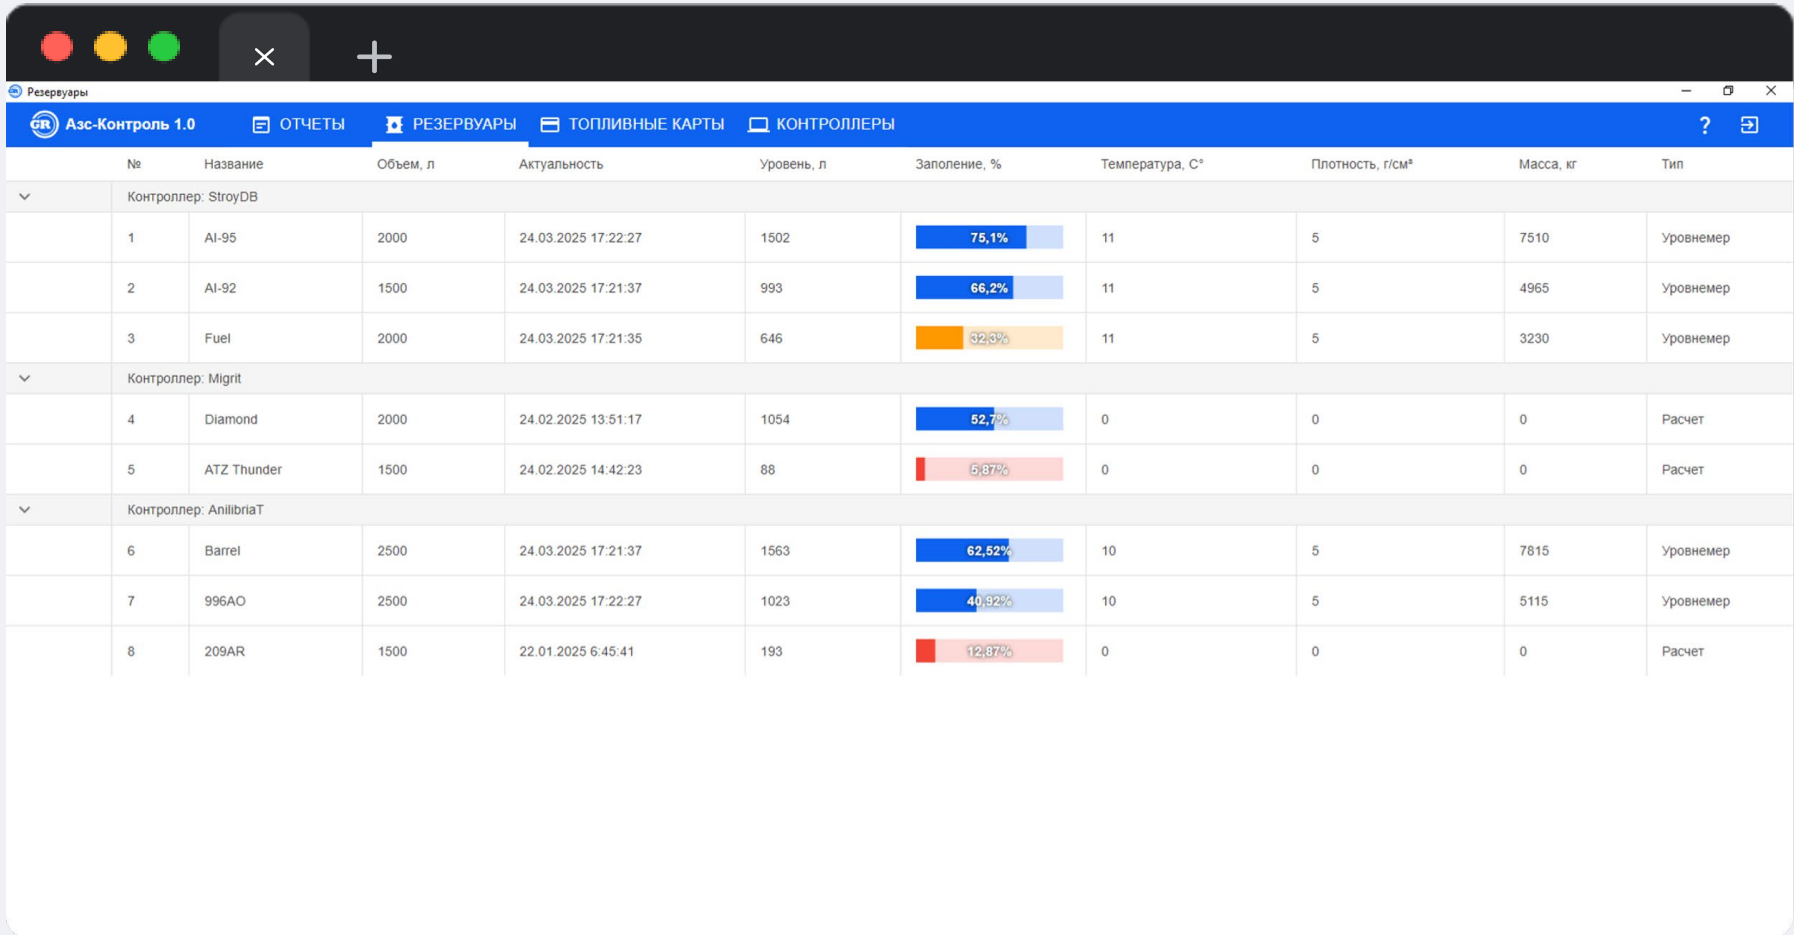 Резервуары
GR Азс-Контроль 1.0 ОТЧЕТЫ РЕЗЕРВУАРЫ ТОПЛИВНЫЕ КАРТЫ КОНТРОЛЛЕРЫ ?
№ Название Объем, л Актуальность Уровень, л Заполение, % Температура, C° Плотность, г/см³ Масса, кг Тип
Контроллер: StroyDB
1 AI-95 2000 24.03.2025 17:22:27 1502 75,1% 11 5 7510 Уровнемер
2 AI-92 1500 24.03.2025 17:21:37 993 66,2% 11 5 4965 Уровнемер
3 Fuel 2000 24.03.2025 17:21:35 646 32,3% 11 5 3230 Уровнемер
Контроллер: Migrit
4 Diamond 2000 24.02.2025 13:51:17 1054 52,7% 0 0 0 Расчет
5 ATZ Thunder 1500 24.02.2025 14:42:23 88 5,87% 0 0 0 Расчет
Контроллер: AnilibriaT
6 Barrel 2500 24.03.2025 17:21:37 1563 62,52% 10 5 7815 Уровнемер
7 996AO 2500 24.03.2025 17:22:27 1023 40,92% 10 5 5115 Уровнемер
8 209AR 1500 22.01.2025 6:45:41 193 12,87% 0 0 0 Расчет